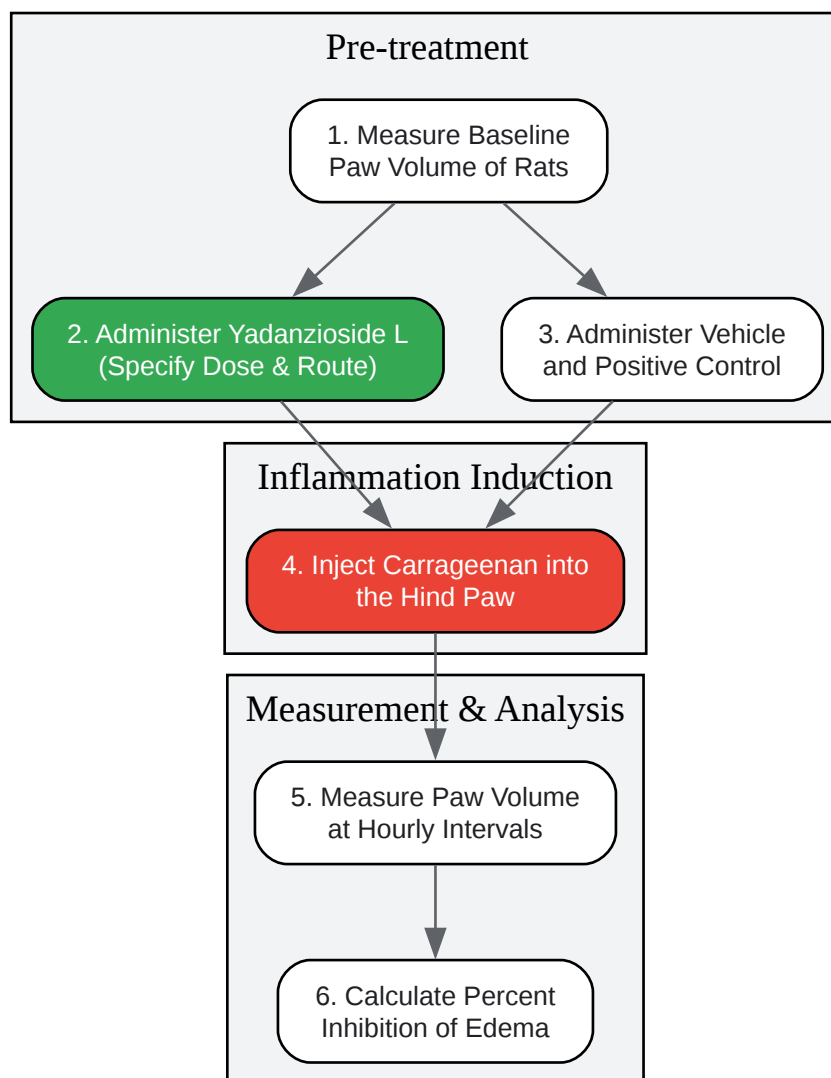 Pre-treatment
1. Measure Baseline
Paw Volume of Rats
2. Administer Yadanzioside L
(Specify Dose & Route)
3. Administer Vehicle
and Positive Control
Inflammation Induction
4. Inject Carrageenan into
the Hind Paw
Measurement & Analysis
5. Measure Paw Volume
at Hourly Intervals
6. Calculate Percent
Inhibition of Edema